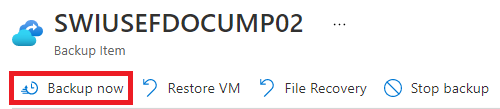 SWIUSEFDOCUMP02 ...
Backup Item
Backup now Restore VM File Recovery Stop backup